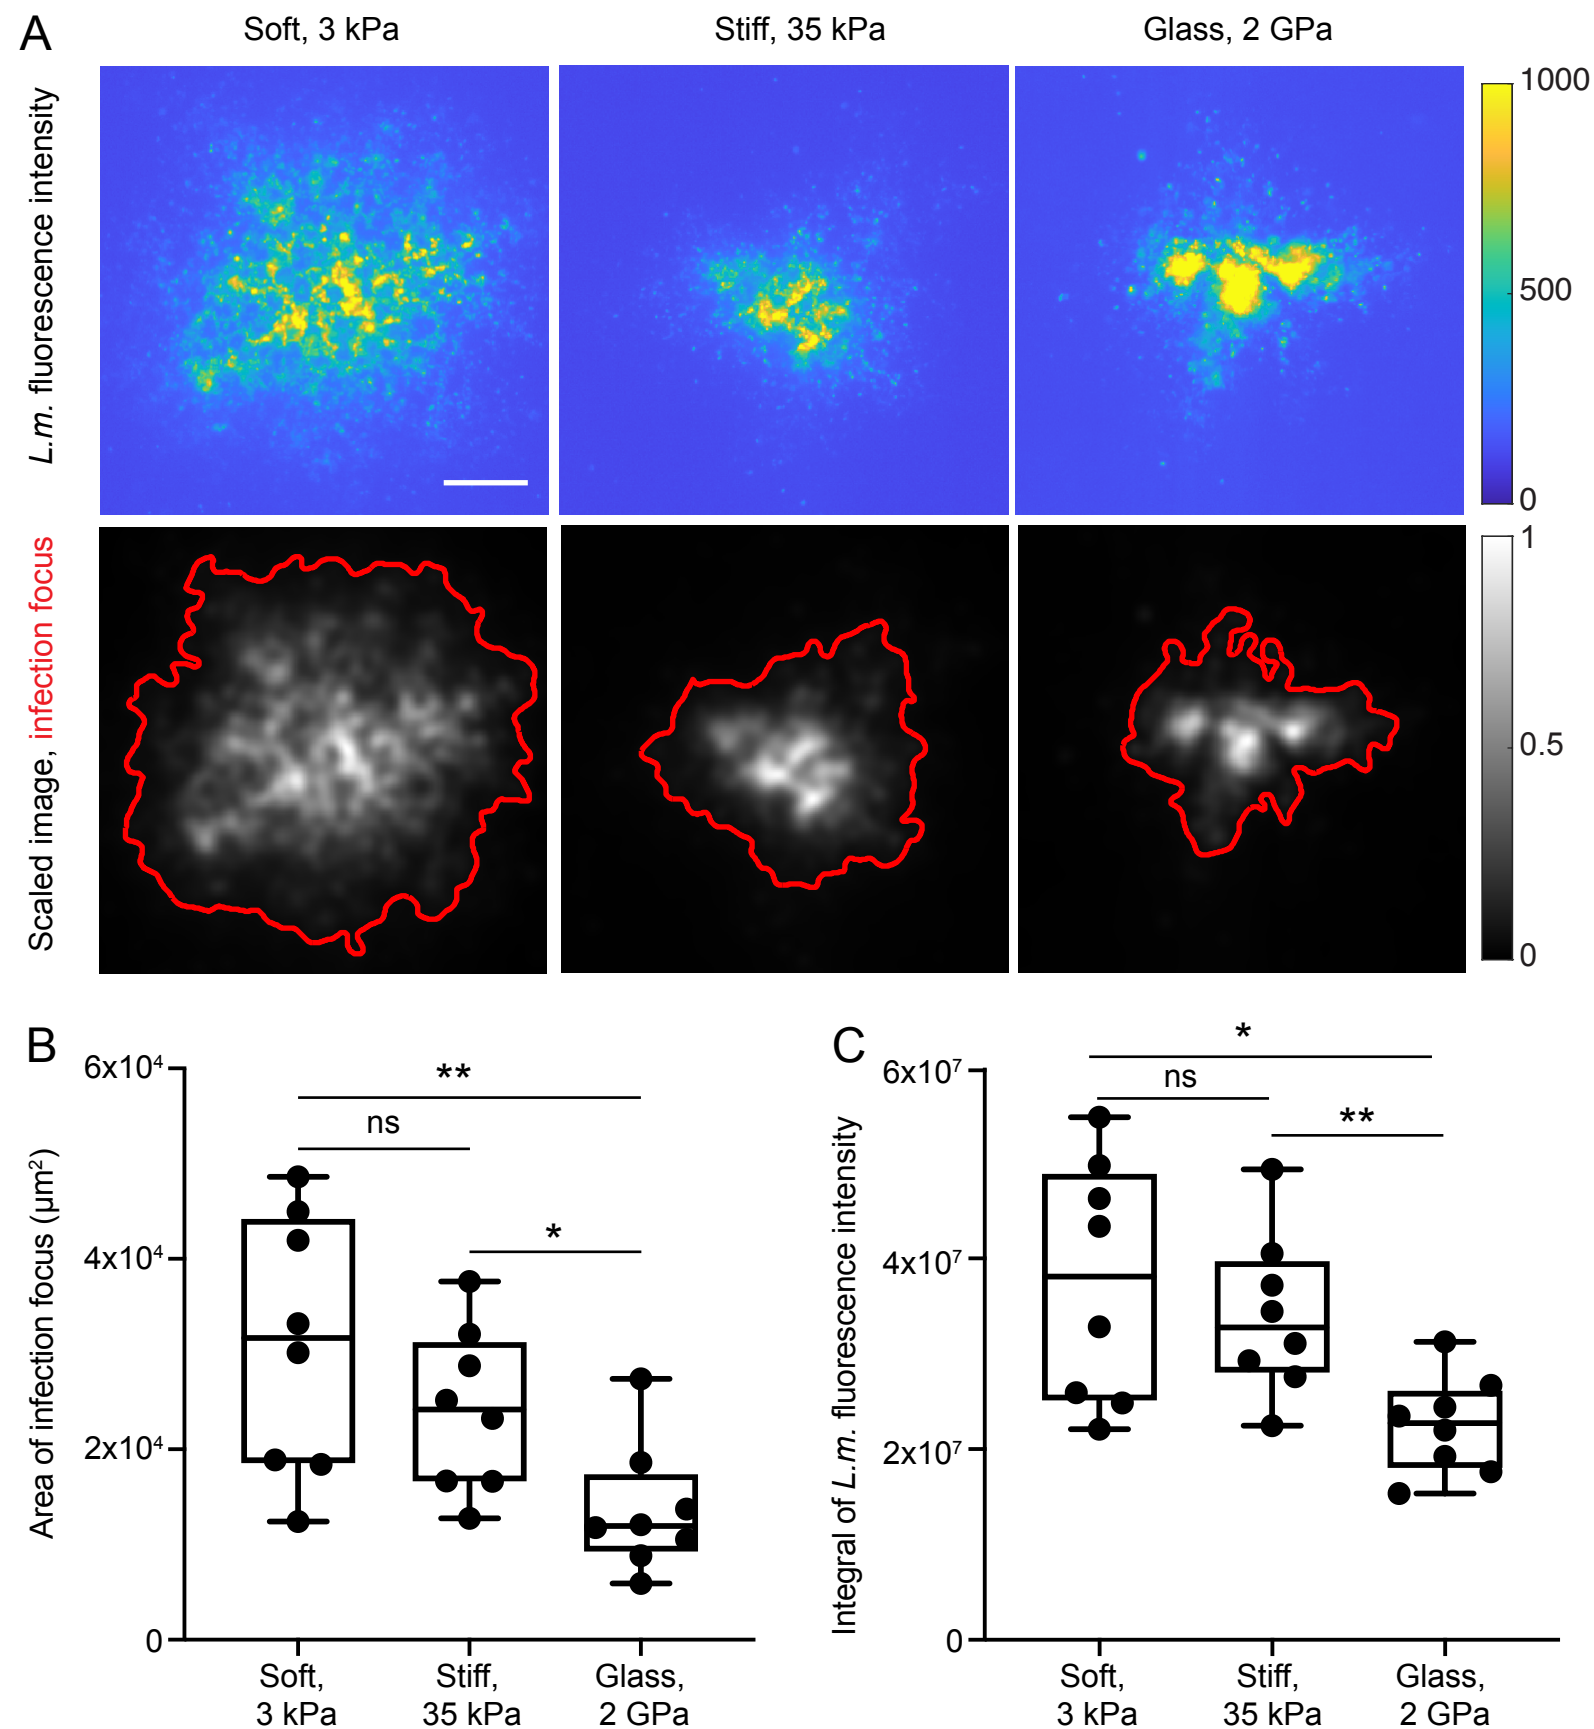 A
Soft, 3 kPa
Stiff, 35 kPa
Glass, 2 GPa
L.m. fluorescence intensity
1000
500
0
Scaled image, infection focus
1
0.5
0
B
Area of infection focus (µm²)
6x10⁴
4x10⁴
2x10⁴
0
**
ns
*
Soft,
3 kPa
Stiff,
35 kPa
Glass,
2 GPa
C
Integral of L.m. fluorescence intensity
6x10⁷
4x10⁷
2x10⁷
0
*
ns
**
Soft,
3 kPa
Stiff,
35 kPa
Glass,
2 GPa